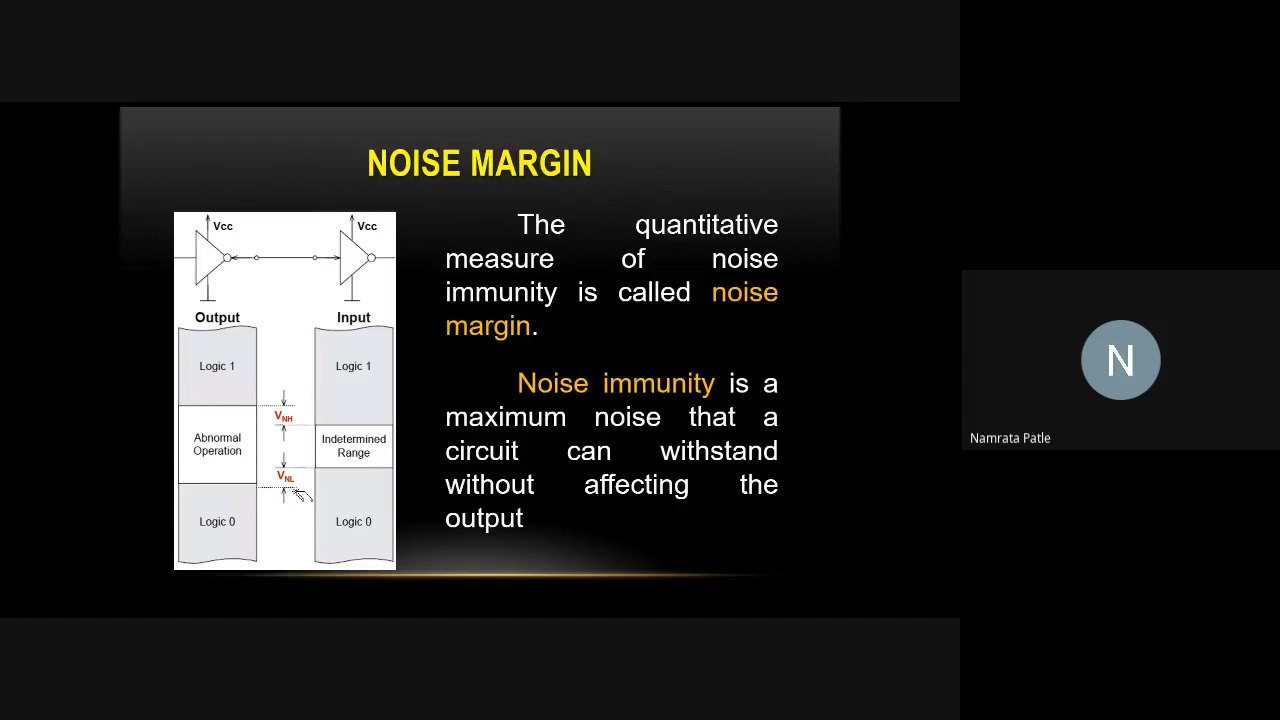 NOISE MARGIN
Vcc
Vcc
Output
Input
Logic 1
Logic 1
VNH
Abnormal
Operation
Indetermined
Range
VNL
Logic 0
Logic 0
The quantitative
measure of noise
immunity is called noise
margin.
Noise immunity is a
maximum noise that a
circuit can withstand
without affecting the
output
N
Namrata Patle